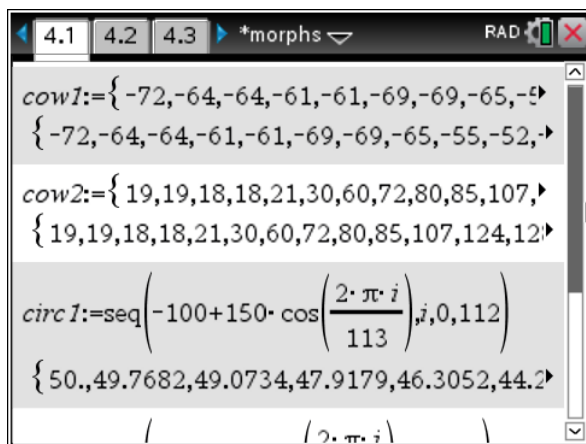 4.1 4.2 4.3 *morphs RAD
cow1:={-72,-64,-64,-61,-61,-69,-69,-65,-5
{-72,-64,-64,-61,-61,-69,-69,-65,-55,-52,-
cow2:={19,19,18,18,21,30,60,72,80,85,107,
{19,19,18,18,21,30,60,72,80,85,107,124,128
circ1:=seq(-100+150·cos(2·π·i/113),i,0,112)
{50.,49.7682,49.0734,47.9179,46.3052,44.2
(2·π·i)